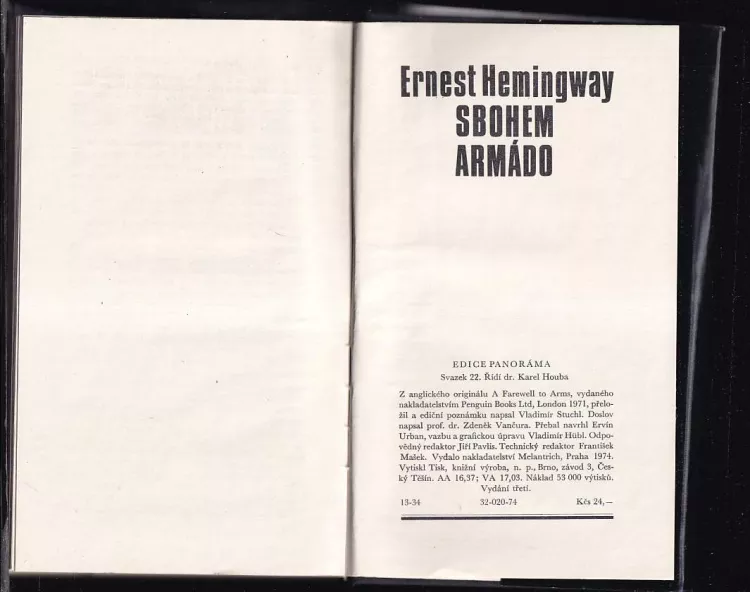 Ernest Hemingway
SBOHEM
ARMÁDO
EDICE PANORÁMA
Svazek 22. Řídí dr. Karel Houba
Z anglického originálu A Farewell to Arms, vydaného
nakladatelstvím Penguin Books Ltd, London 1971, přelo-
žil a ediční poznámku napsal Vladimír Stuchl. Doslov
napsal prof. dr. Zdeněk Vančura. Přebal navrhl Ervín
Urban, vazbu a grafickou úpravu Vladimír Hübl. Odpo-
vědný redaktor Jiří Pavlis. Technický redaktor František
Mašek. Vydalo nakladatelství Melantrich, Praha 1974.
Vytiskl Tisk, knižní výroba, n. p., Brno, závod 3, Čes-
ký Těšín. AA 16,37; VA 17,03. Náklad 53 000 výtisků.
Vydání třetí.
13-34 32-020-74 Kčs 24,—